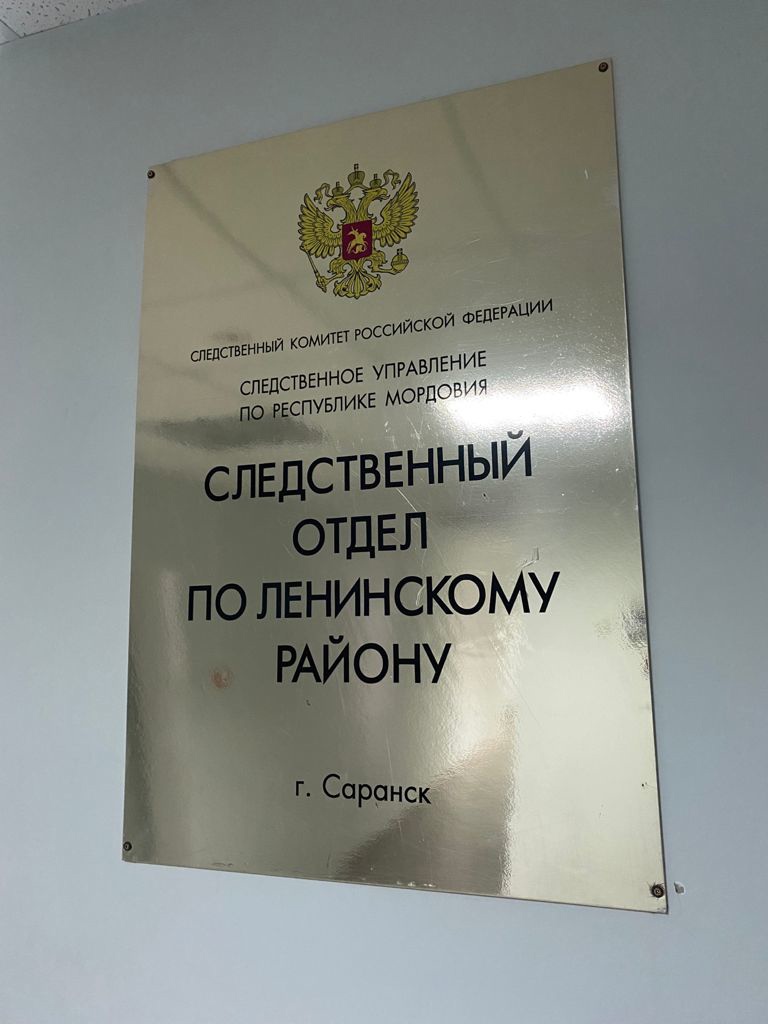 СЛЕДСТВЕННЫЙ КОМИТЕТ РОССИЙСКОЙ ФЕДЕРАЦИИ
СЛЕДСТВЕННОЕ УПРАВЛЕНИЕ
ПО РЕСПУБЛИКЕ МОРДОВИЯ
СЛЕДСТВЕННЫЙ
ОТДЕЛ
ПО ЛЕНИНСКОМУ
РАЙОНУ
г. Саранск